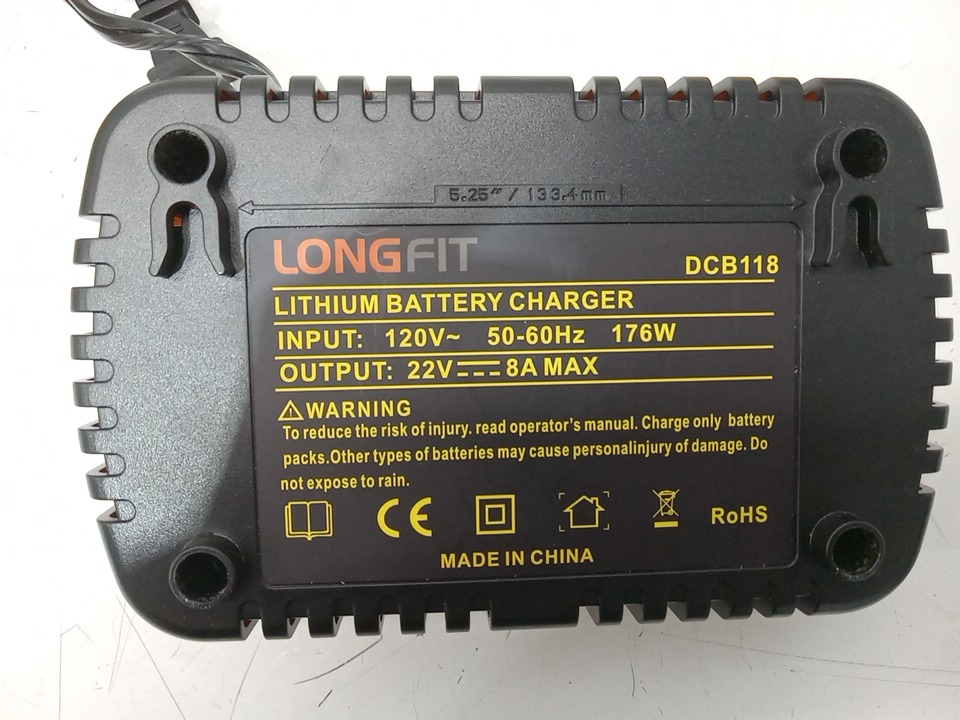 5.25" / 133.4mm
LONGFIT
DCB118
LITHIUM BATTERY CHARGER
INPUT: 120V~ 50-60Hz 176W
OUTPUT: 22V⎓8A MAX
⚠WARNING
To reduce the risk of injury. read operator's manual. Charge only battery
packs.Other types of batteries may cause personalinjury of damage. Do
not expose to rain.
CE
RoHS
MADE IN CHINA